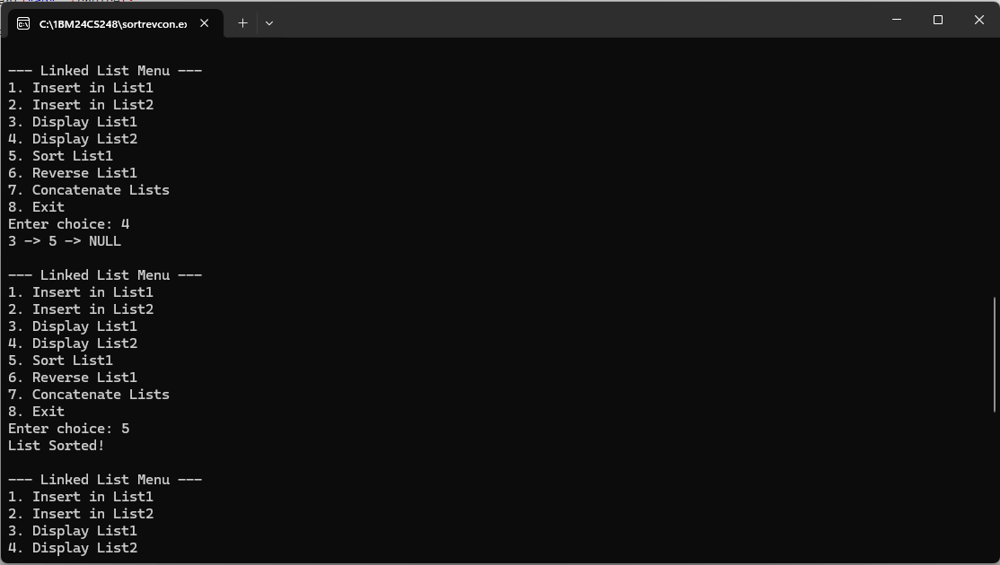 C:\1BM24CS248\sortrevcon.ex
--- Linked List Menu ---
1. Insert in List1
2. Insert in List2
3. Display List1
4. Display List2
5. Sort List1
6. Reverse List1
7. Concatenate Lists
8. Exit
Enter choice: 4
3 -> 5 -> NULL
--- Linked List Menu ---
1. Insert in List1
2. Insert in List2
3. Display List1
4. Display List2
5. Sort List1
6. Reverse List1
7. Concatenate Lists
8. Exit
Enter choice: 5
List Sorted!
--- Linked List Menu ---
1. Insert in List1
2. Insert in List2
3. Display List1
4. Display List2